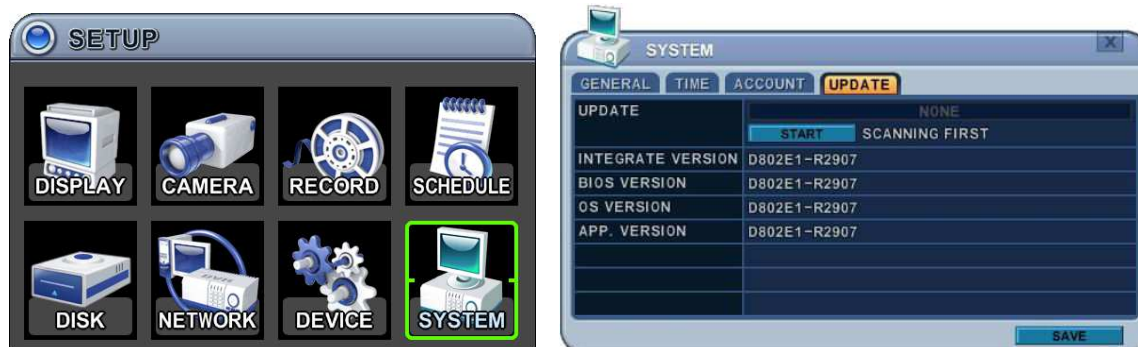 SETUP
DISPLAY CAMERA RECORD SCHEDULE
DISK NETWORK DEVICE SYSTEM
SYSTEM
X
GENERAL TIME ACCOUNT UPDATE
UPDATE NONE
START SCANNING FIRST
INTEGRATE VERSION D802E1-R2907
BIOS VERSION D802E1-R2907
OS VERSION D802E1-R2907
APP. VERSION D802E1-R2907
SAVE